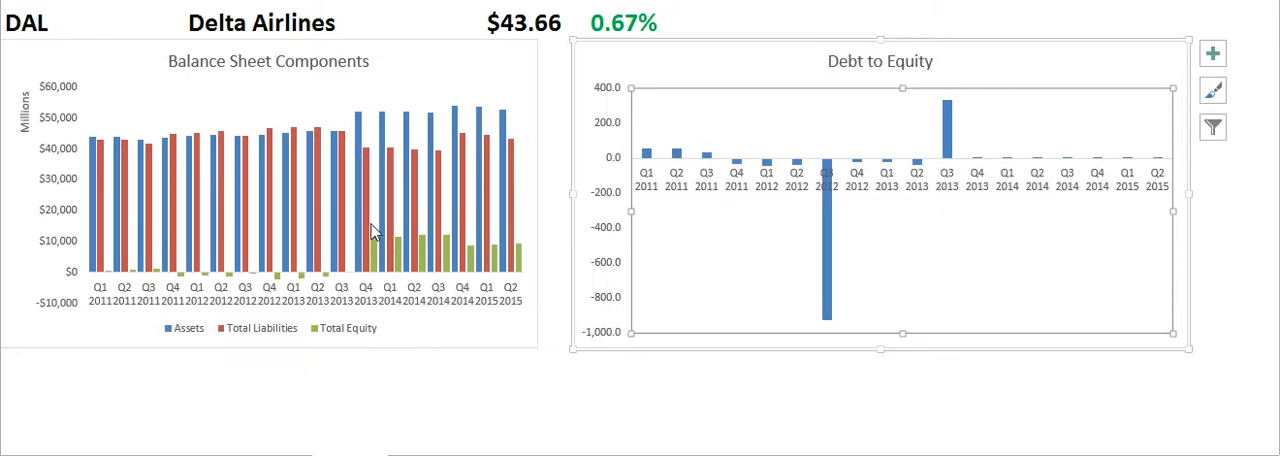 DAL Delta Airlines $43.66 0.67%
Balance Sheet Components
Millions
$60,000
$50,000
$40,000
$30,000
$20,000
$10,000
$0
-$10,000
Q1 Q2 Q3 Q4 Q1 Q2 Q3 Q4 Q1 Q2 Q3 Q4 Q1 Q2 Q3 Q4 Q1 Q2
2011 2011 2011 2011 2012 2012 2012 2012 2013 2013 2013 2013 2014 2014 2014 2014 2015 2015
Assets Total Liabilities Total Equity
Debt to Equity
400.0
200.0
0.0
-200.0
-400.0
-600.0
-800.0
-1,000.0
Q1 Q2 Q3 Q4 Q1 Q2 Q3 Q4 Q1 Q2 Q3 Q4 Q1 Q2 Q3 Q4 Q1 Q2
2011 2011 2011 2011 2012 2012 2012 2012 2013 2013 2013 2013 2014 2014 2014 2014 2015 2015